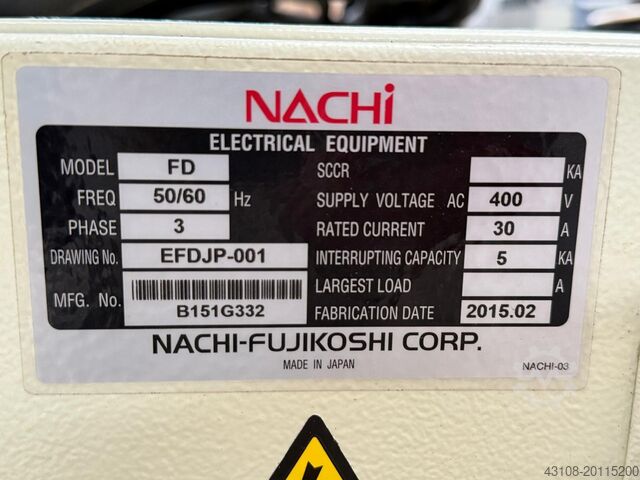 NACHi
ELECTRICAL EQUIPMENT
MODEL FD
FREQ 50/60 Hz
PHASE 3
DRAWING No. EFDJP-001
MFG. No. B151G332
SCCR KA
SUPPLY VOLTAGE AC 400 V
RATED CURRENT 30 A
INTERRUPTING CAPACITY 5 KA
LARGEST LOAD A
FABRICATION DATE 2015.02
NACHI-FUJIKOSHI CORP.
MADE IN JAPAN
NACHI-03
43108-20115200